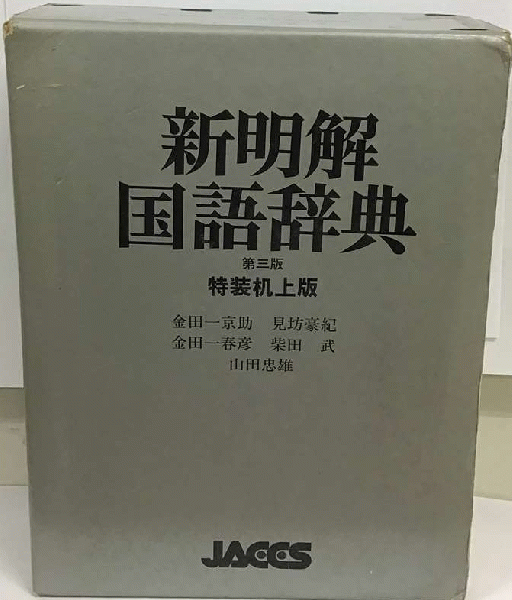 新明解
国語辞典
第三版
特装机上版
金田一京助 見坊豪紀
金田一春彦 柴田 武
山田忠雄
JACCS